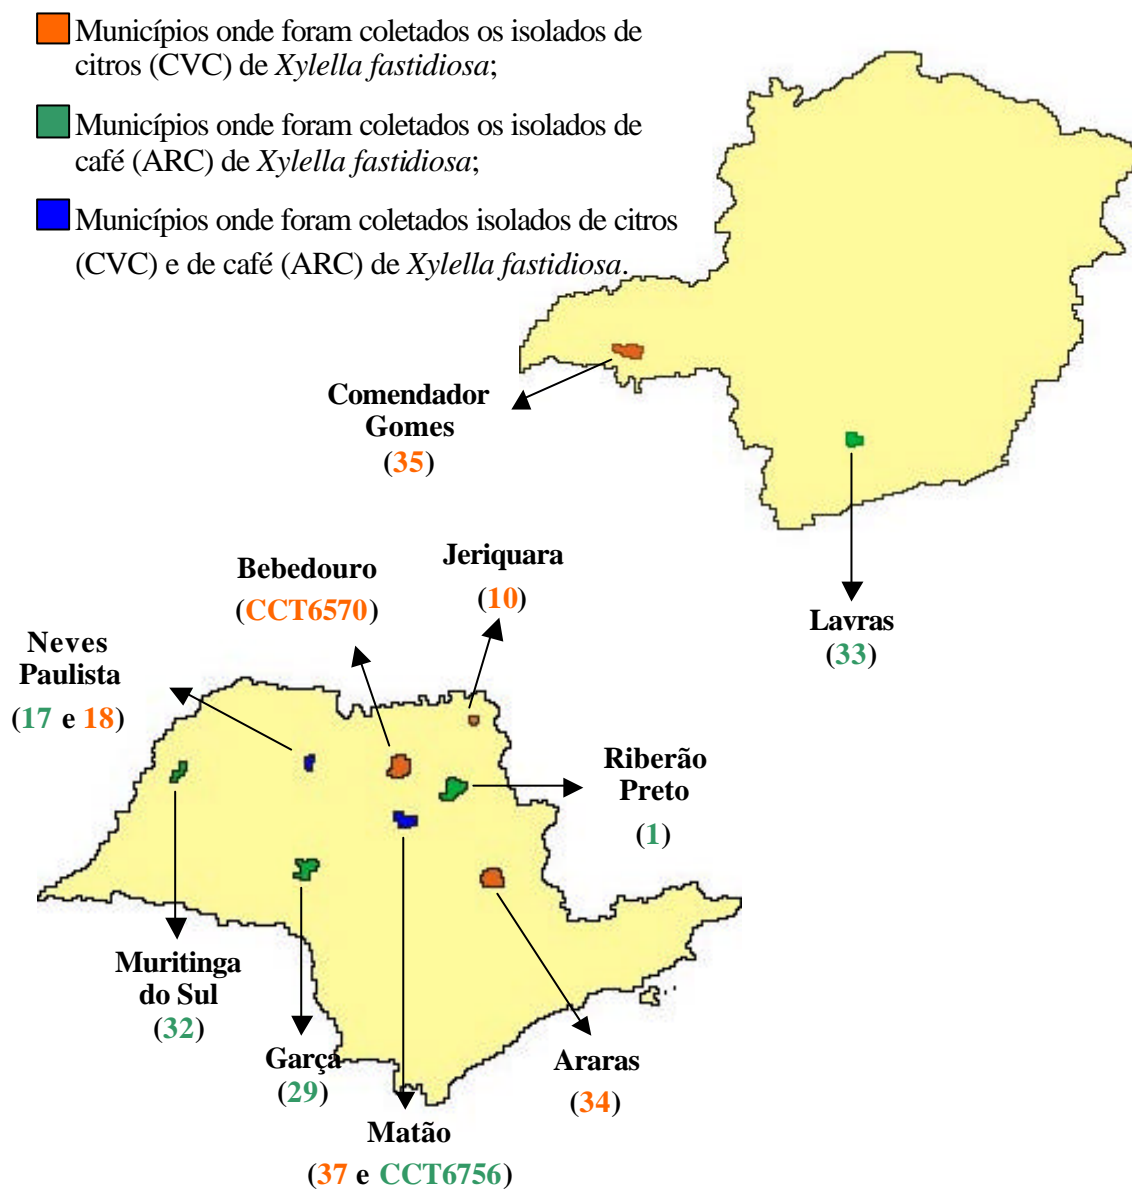 Municípios onde foram coletados os isolados de
citros (CVC) de Xylella fastidiosa;
Municípios onde foram coletados os isolados de
café (ARC) de Xylella fastidiosa;
Municípios onde foram coletados isolados de citros
(CVC) e de café (ARC) de Xylella fastidiosa.
Comendador
Gomes
(35)
Lavras
(33)
Jeriquara
(10)
Bebedouro
(CCT6570)
Neves
Paulista
(17 e 18)
Riberão
Preto
(1)
Muritinga
do Sul
(32)
Garça
(29)
Araras
(34)
Matão
(37 e CCT6756)